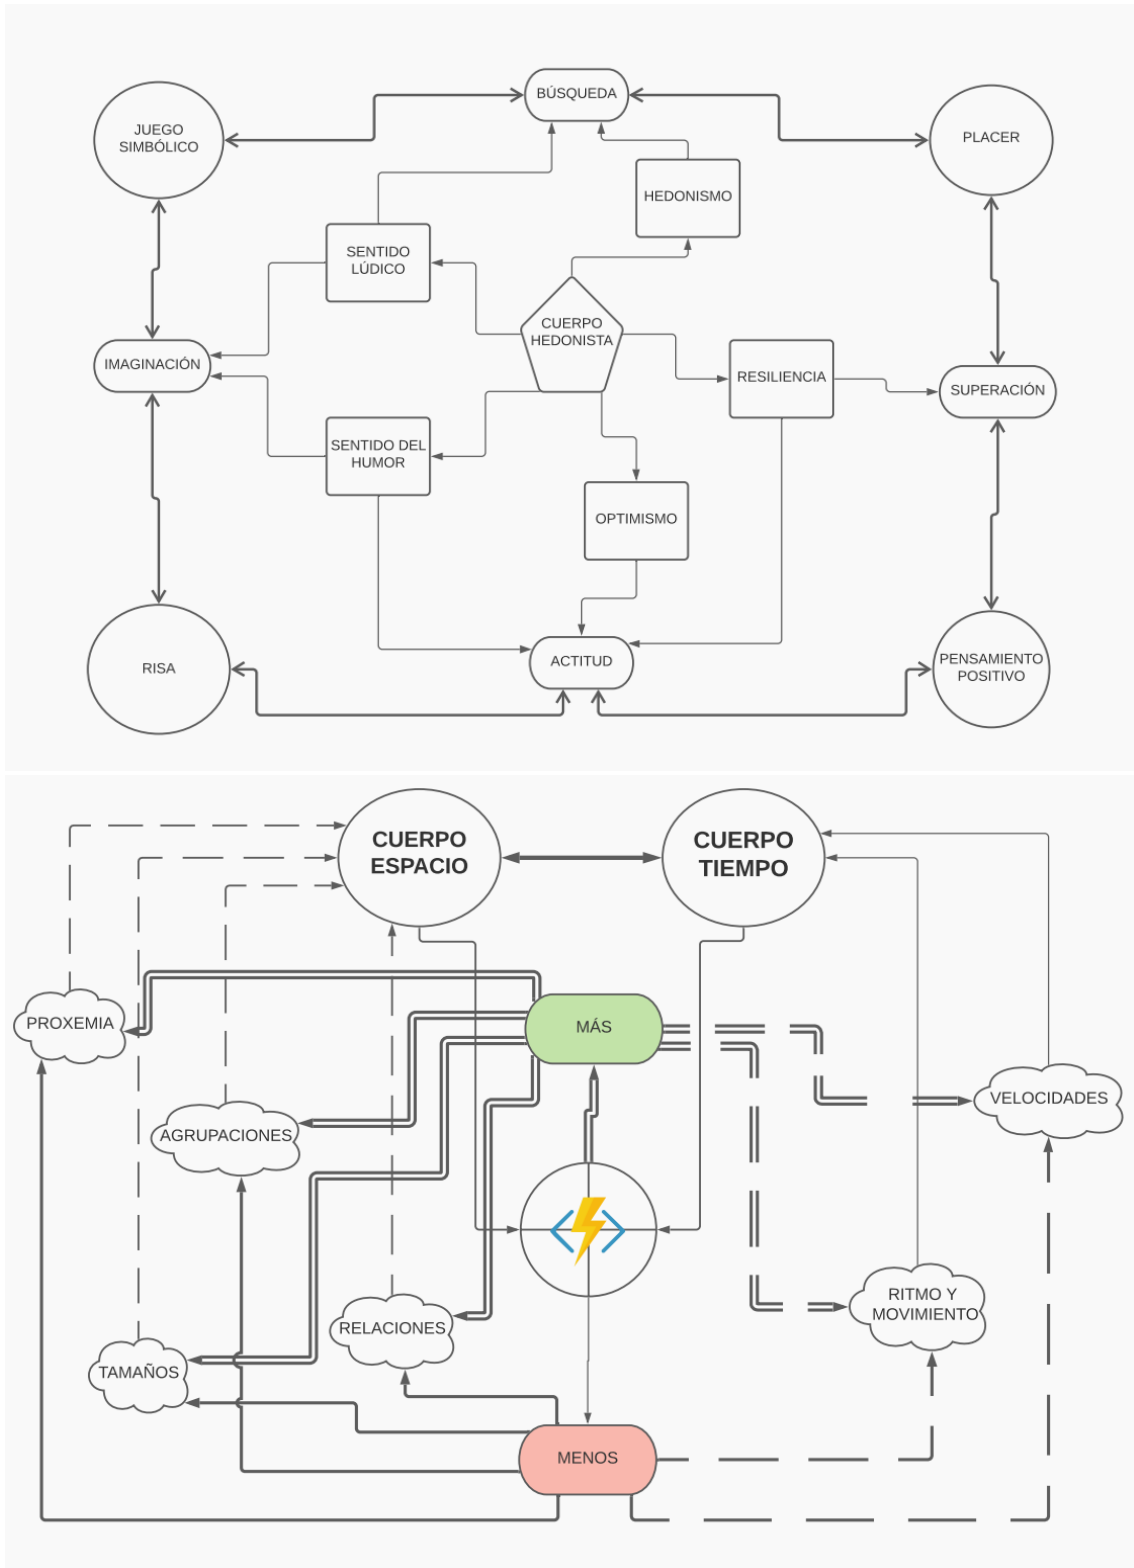 BÚSQUEDA
JUEGO
SIMBÓLICO
PLACER
HEDONISMO
SENTIDO
LÚDICO
CUERPO
HEDONISTA
IMAGINACIÓN
RESILIENCIA
SUPERACIÓN
SENTIDO DEL
HUMOR
OPTIMISMO
RISA
ACTITUD
PENSAMIENTO
POSITIVO
CUERPO
ESPACIO
CUERPO
TIEMPO
PROXEMIA
MÁS
VELOCIDADES
AGRUPACIONES
RITMO Y
MOVIMIENTO
RELACIONES
TAMAÑOS
MENOS